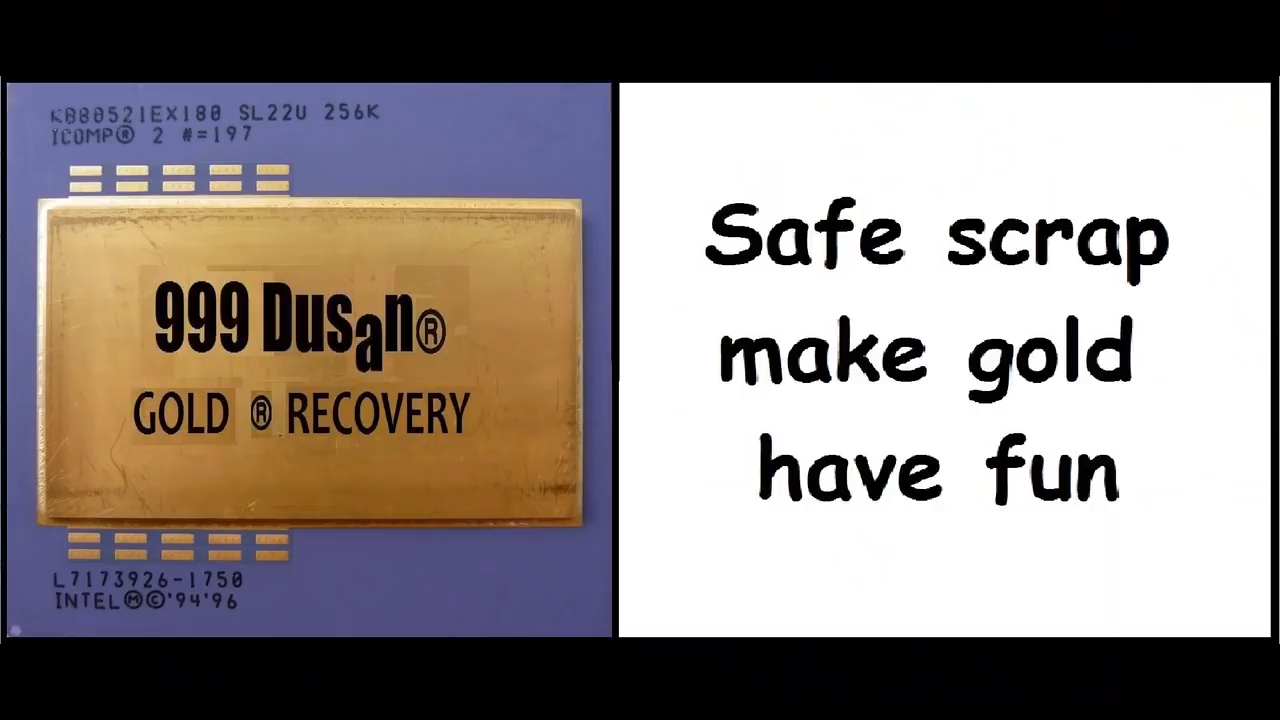 KB80521EX180 SL22U 256K
ICOMP® 2 #=197
999 Dusan®
GOLD ® RECOVERY
L7173926-1750
INTELⓂ©'94'96
Safe scrap
make gold
have fun